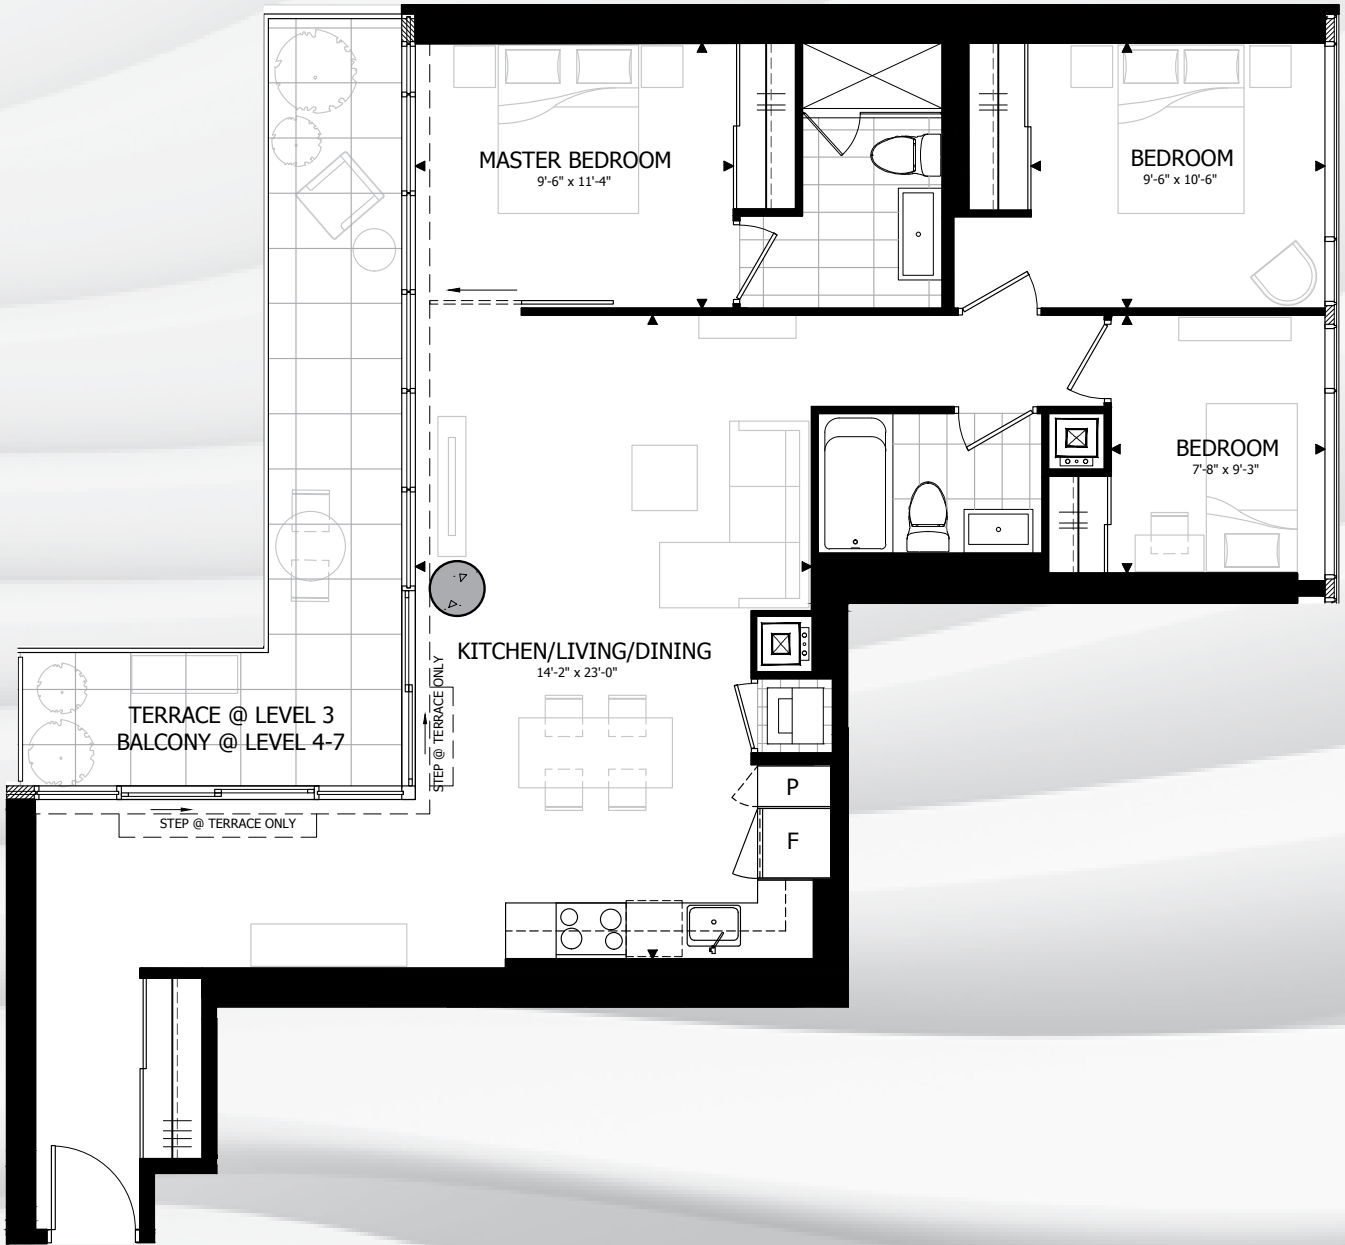 MASTER BEDROOM
9'-6" x 11'-4"
BEDROOM
9'-6" x 10'-6"
BEDROOM
7'-8" x 9'-3"
KITCHEN/LIVING/DINING
14'-2" x 23'-0"
STEP @ TERRACE ONLY
TERRACE @ LEVEL 3
BALCONY @ LEVEL 4-7
P
STEP @ TERRACE ONLY
F